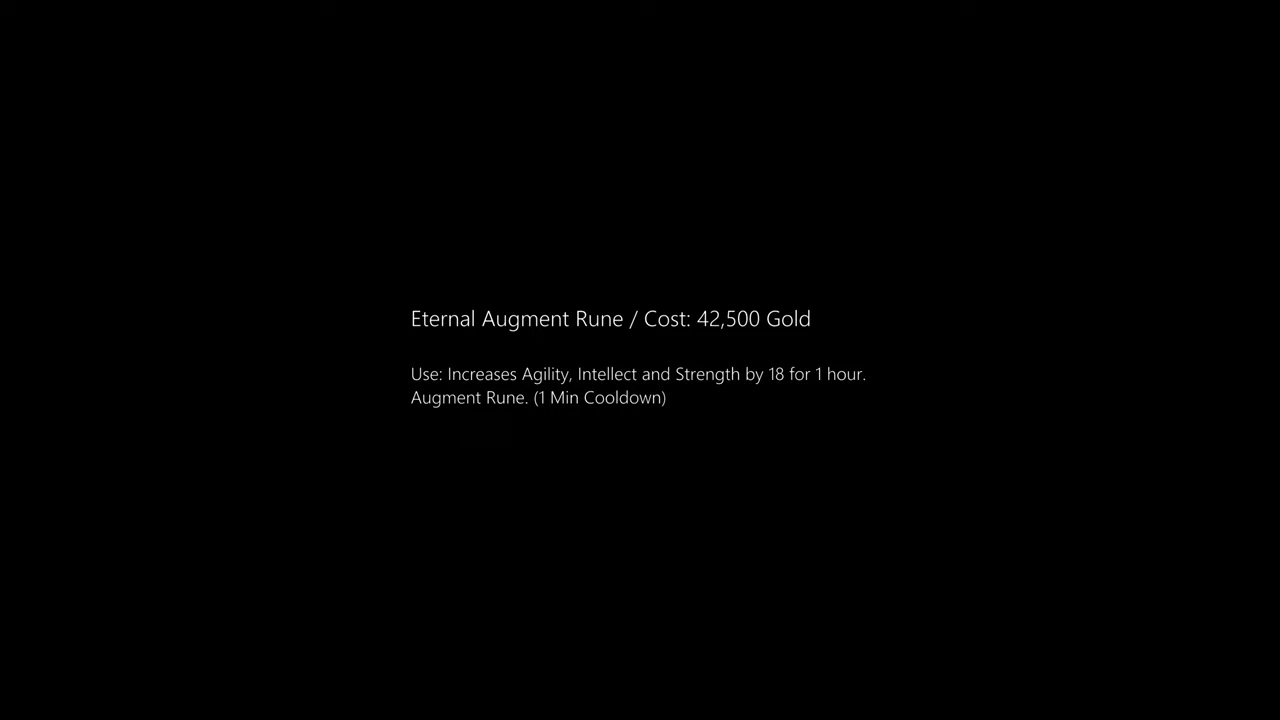 Eternal Augment Rune / Cost: 42,500 Gold
Use: Increases Agility, Intellect and Strength by 18 for 1 hour.
Augment Rune. (1 Min Cooldown)